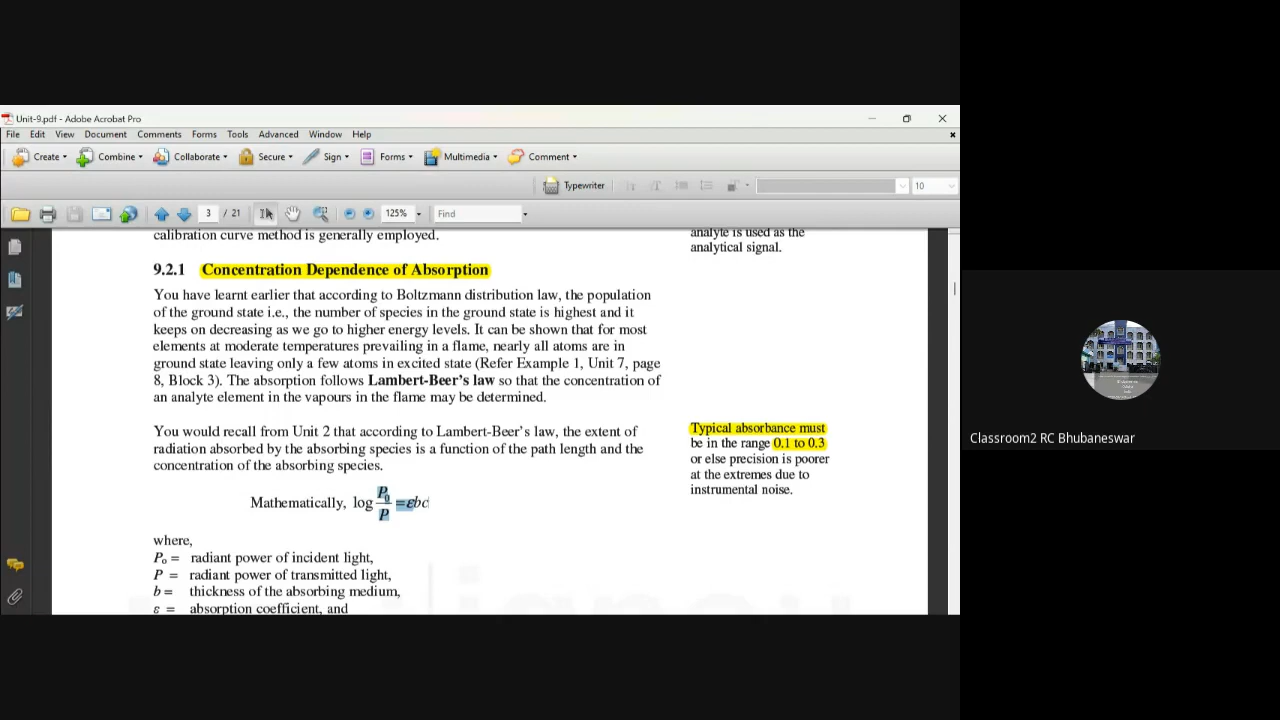 Unit-9.pdf - Adobe Acrobat Pro
File Edit View Document Comments Forms Tools Advanced Window Help
Create Combine Collaborate Secure Sign Forms Multimedia Comment
Typewriter 10
3 / 21 125% Find
calibration curve method is generally employed.
analyte is used as the
analytical signal.
9.2.1 Concentration Dependence of Absorption
You have learnt earlier that according to Boltzmann distribution law, the population
of the ground state i.e., the number of species in the ground state is highest and it
keeps on decreasing as we go to higher energy levels. It can be shown that for most
elements at moderate temperatures prevailing in a flame, nearly all atoms are in
ground state leaving only a few atoms in excited state (Refer Example 1, Unit 7, page
8, Block 3). The absorption follows Lambert-Beer's law so that the concentration of
an analyte element in the vapours in the flame may be determined.
You would recall from Unit 2 that according to Lambert-Beer's law, the extent of
radiation absorbed by the absorbing species is a function of the path length and the
concentration of the absorbing species.
Typical absorbance must
be in the range 0.1 to 0.3
or else precision is poorer
at the extremes due to
instrumental noise.
Mathematically, log P₀/P = εbc
where,
Pₒ = radiant power of incident light,
P = radiant power of transmitted light,
b = thickness of the absorbing medium,
ε = absorption coefficient, and
Classroom2 RC Bhubaneswar